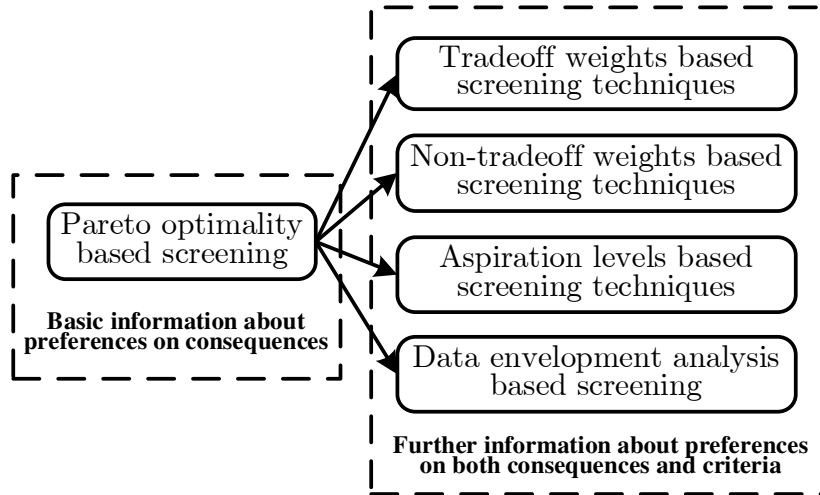 Pareto optimality
based screening
Basic information about
preferences on consequences
Tradeoff weights based
screening techniques
Non-tradeoff weights based
screening techniques
Aspiration levels based
screening techniques
Data envelopment analysis
based screening
Further information about preferences
on both consequences and criteria